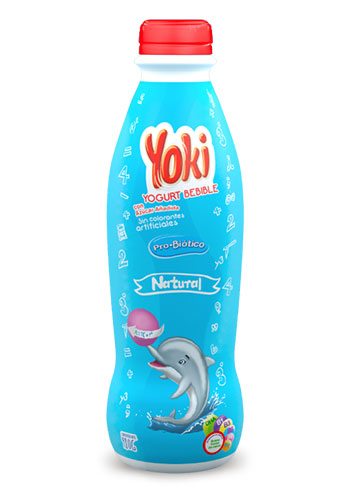 Yoki
YOGURT BEBIBLE
con
Azúcar Añadida
Sin colorantes
artificiales
Pro-Biótico
Natural